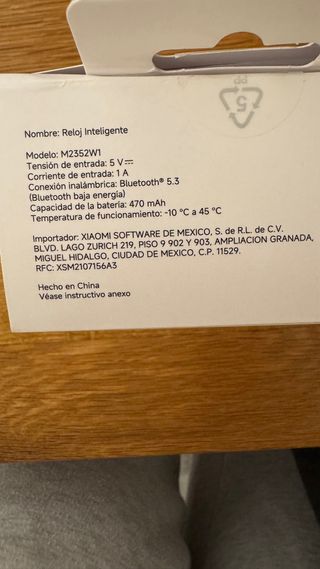 PP
5
Nombre: Reloj Inteligente
Modelo: M2352W1
Tensión de entrada: 5 V⎓
Corriente de entrada: 1 A
Conexión inalámbrica: Bluetooth® 5.3
(Bluetooth baja energía)
Capacidad de la batería: 470 mAh
Temperatura de funcionamiento: -10 °C a 45 °C
Importador: XIAOMI SOFTWARE DE MEXICO, S. de R.L. de C.V.
BLVD. LAGO ZURICH 219, PISO 9 902 Y 903, AMPLIACION GRANADA,
MIGUEL HIDALGO, CIUDAD DE MEXICO, C.P. 11529.
RFC: XSM2107156A3
Hecho en China
Véase instructivo anexo